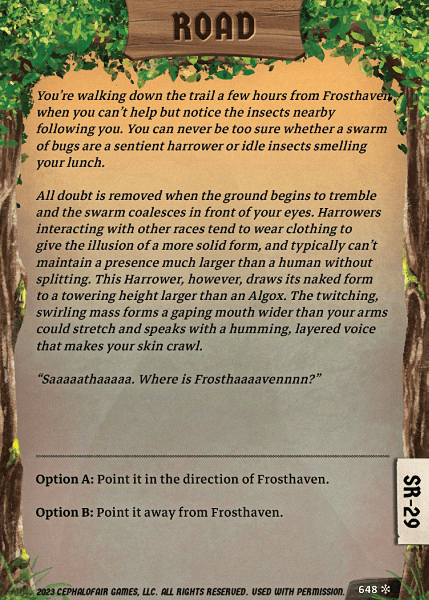 ROAD
You're walking down the trail a few hours from Frosthaven
when you can't help but notice the insects nearby
following you. You can never be too sure whether a swarm
of bugs are a sentient harrower or idle insects smelling
your lunch.
All doubt is removed when the ground begins to tremble
and the swarm coalesces in front of your eyes. Harrowers
interacting with other races tend to wear clothing to
give the illusion of a more solid form, and typically can't
maintain a presence much larger than a human without
splitting. This Harrower, however, draws its naked form
to a towering height larger than an Algox. The twitching,
swirling mass forms a gaping mouth wider than your arms
could stretch and speaks with a humming, layered voice
that makes your skin crawl.
“Saaaaathaaaaa. Where is Frosthaaaavennnn?”
Option A: Point it in the direction of Frosthaven.
Option B: Point it away from Frosthaven.
SR-29
2023 CEPHALOFAIR GAMES, LLC. ALL RIGHTS RESERVED. USED WITH PERMISSION.
648